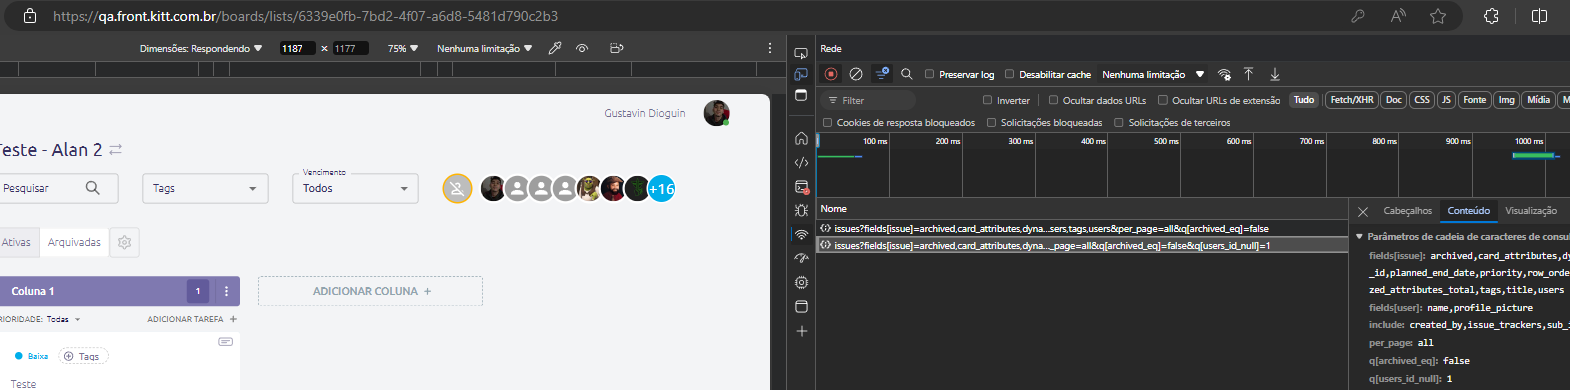 https://qa.front.kitt.com.br/boards/lists/6339e0fb-7bd2-4f07-a6d8-5481d790c2b3
Dimensões: Respondendo 1187 × 1177 75% Nenhuma limitação
Rede
Preservar log Desabilitar cache Nenhuma limitação
Filter Inverter Ocultar dados URLs Ocultar URLs de extensão Tudo Fetch/XHR Doc CSS JS Fonte Img Mídia M
Cookies de resposta bloqueados Solicitações bloqueadas Solicitações de terceiros
100 ms 200 ms 300 ms 400 ms 500 ms 600 ms 700 ms 800 ms 900 ms 1000 ms
Gustavin Dioguin
Teste - Alan 2
Pesquisar
Tags
Vencimento
Todos
+16
Ativas Arquivadas
Coluna 1 1
ADICIONAR COLUNA +
RIORIDADE: Todas ADICIONAR TAREFA +
Baixa Tags
Teste
Nome
issues?fields[issue]=archived,card_attributes,dyna...sers,tags,users&per_page=all&q[archived_eq]=false
issues?fields[issue]=archived,card_attributes,dyna..._page=all&q[archived_eq]=false&q[users_id_null]=1
Cabeçalhos Conteúdo Visualização
Parâmetros de cadeia de caracteres de consul
fields[issue]: archived,card_attributes,dy
_id,planned_end_date,priority,row_orde
zed_attributes_total,tags,title,users
fields[user]: name,profile_picture
include: created_by,issue_trackers,sub_i
per_page: all
q[archived_eq]: false
q[users_id_null]: 1